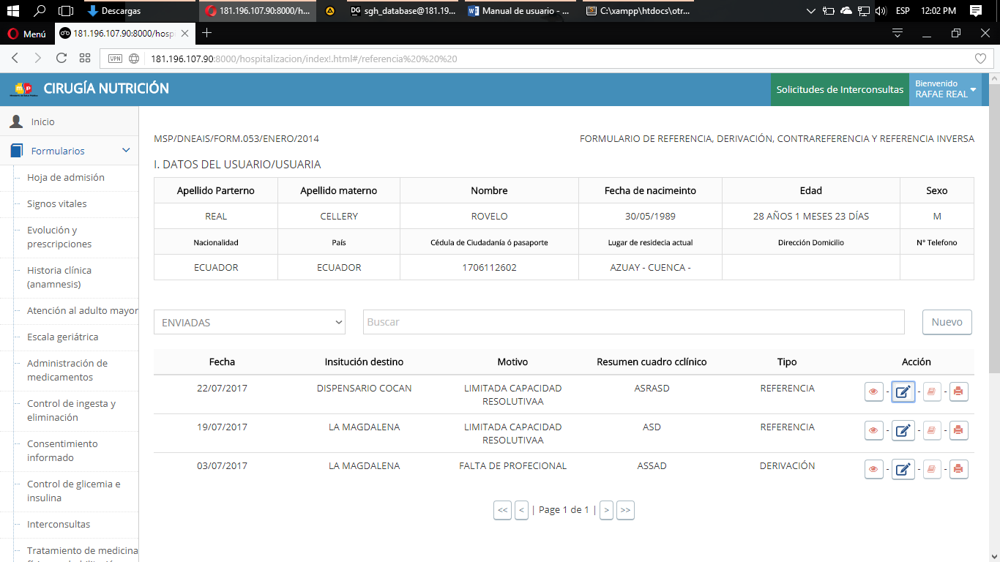 Descargas
181.196.107.90:8000/h...
DG sgh_database@181.19...
Manual de usuario - ...
C:\xampp\htdocs\otr...
ESP 12:02 PM
Menú
181.196.107.90:8000/hosp
VPN 181.196.107.90:8000/hospitalizacion/index!.html#/referencia%20%20%20
CIRUGÍA NUTRICIÓN
Solicitudes de Interconsultas
Bienvenido
RAFAE REAL
Inicio
Formularios
Hoja de admisión
Signos vitales
Evolución y
prescripciones
Historia clínica
(anamnesis)
Atención al adulto mayor
Escala geriátrica
Administración de
medicamentos
Control de ingesta y
eliminación
Consentimiento
informado
Control de glicemia e
insulina
Interconsultas
Tratamiento de medicina
MSP/DNEAIS/FORM.053/ENERO/2014 FORMULARIO DE REFERENCIA, DERIVACIÓN, CONTRAREFERENCIA Y REFERENCIA INVERSA
I. DATOS DEL USUARIO/USUARIA
Apellido Parterno Apellido materno Nombre Fecha de nacimeinto Edad Sexo
REAL CELLERY ROVELO 30/05/1989 28 AÑOS 1 MESES 23 DÍAS M
Nacionalidad País Cédula de Ciudadanía ó pasaporte Lugar de residecia actual Dirección Domicilio N° Telefono
ECUADOR ECUADOR 1706112602 AZUAY - CUENCA -
ENVIADAS Buscar Nuevo
Fecha Insitución destino Motivo Resumen cuadro cclínico Tipo Acción
22/07/2017 DISPENSARIO COCAN LIMITADA CAPACIDAD ASRASD REFERENCIA - - -
RESOLUTIVAA
19/07/2017 LA MAGDALENA LIMITADA CAPACIDAD ASD REFERENCIA - - -
RESOLUTIVAA
03/07/2017 LA MAGDALENA FALTA DE PROFECIONAL ASSAD DERIVACIÓN - - -
<< < | Page 1 de 1 | > >>